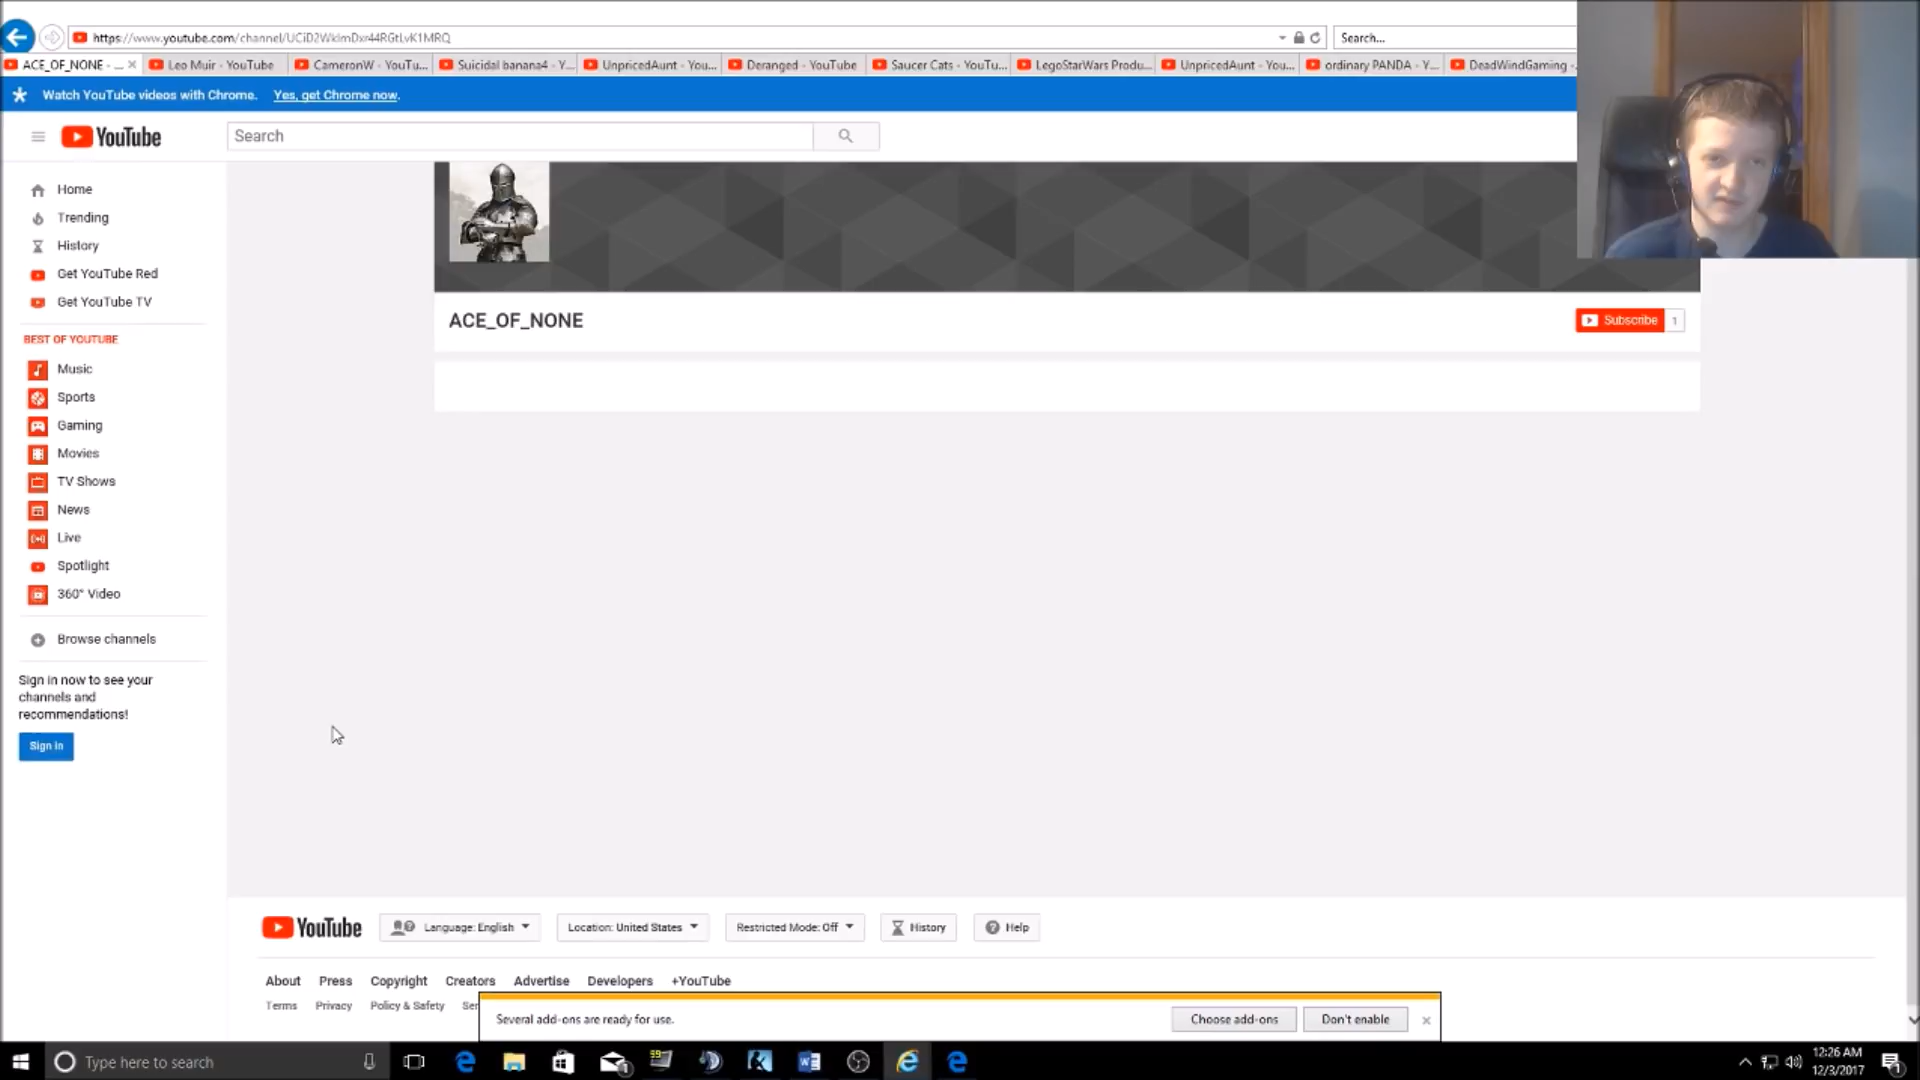 https://www.youtube.com/channel/UCiD2WkImDxr44RGtLvK1MRQ
Search...
ACE_OF_NONE - ...
Leo Muir - YouTube
CameronW - YouTu...
Suicidal banana4 - Y...
UnpricedAunt - You...
Deranged - YouTube
Saucer Cats - YouTu...
LegoStarWars Produ...
UnpricedAunt - You...
ordinary PANDA - Y...
DeadWindGaming -
Watch YouTube videos with Chrome. Yes, get Chrome now.
YouTube
Search
Home
Trending
History
Get YouTube Red
Get YouTube TV
BEST OF YOUTUBE
Music
Sports
Gaming
Movies
TV Shows
News
Live
Spotlight
360° Video
Browse channels
Sign in now to see your
channels and
recommendations!
Sign in
ACE_OF_NONE
Subscribe 1
YouTube
Language: English
Location: United States
Restricted Mode: Off
History
Help
About Press Copyright Creators Advertise Developers +YouTube
Terms Privacy Policy & Safety Ser
Several add-ons are ready for use.
Choose add-ons
Don't enable
Type here to search
12:26 AM
12/3/2017